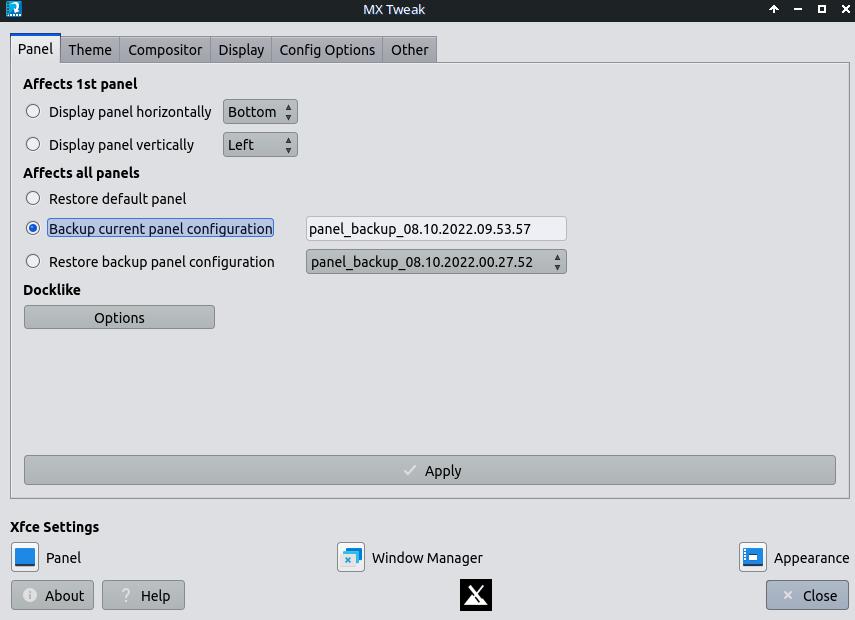 MX Tweak
Panel Theme Compositor Display Config Options Other
Affects 1st panel
Display panel horizontally Bottom
Display panel vertically Left
Affects all panels
Restore default panel
Backup current panel configuration panel_backup_08.10.2022.09.53.57
Restore backup panel configuration panel_backup_08.10.2022.00.27.52
Docklike
Options
Apply
Xfce Settings
Panel Window Manager Appearance
About Help Close